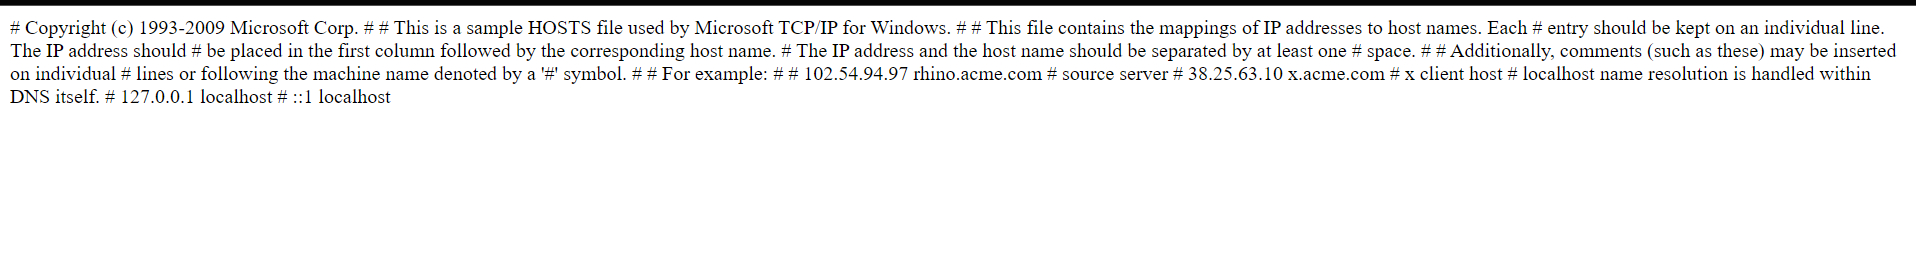 # Copyright (c) 1993-2009 Microsoft Corp. # # This is a sample HOSTS file used by Microsoft TCP/IP for Windows. # # This file contains the mappings of IP addresses to host names. Each # entry should be kept on an individual line.
The IP address should # be placed in the first column followed by the corresponding host name. # The IP address and the host name should be separated by at least one # space. # # Additionally, comments (such as these) may be inserted
on individual # lines or following the machine name denoted by a '#' symbol. # # For example: # # 102.54.94.97 rhino.acme.com # source server # 38.25.63.10 x.acme.com # x client host # localhost name resolution is handled within
DNS itself. # 127.0.0.1 localhost # ::1 localhost